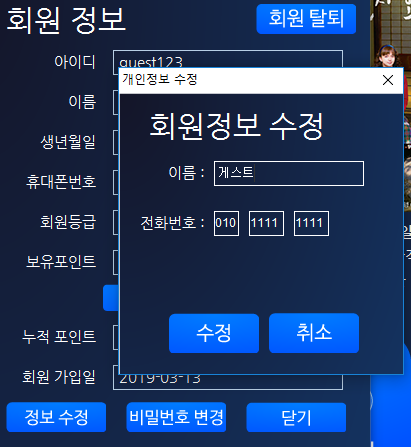 회원 정보
회원 탈퇴
아이디 guest123
이름
생년월일
휴대폰번호
회원등급
보유포인트
누적 포인트
회원 가입일 2019-03-13
정보 수정 비밀번호 변경 닫기
개인정보 수정
회원정보 수정
이름 : 게스트
전화번호 : 010 1111 1111
수정 취소